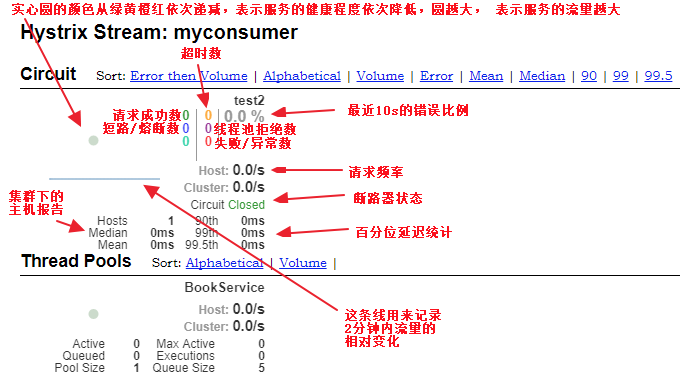 实心圆的颜色从绿黄橙红依次递减，表示服务的健康程度依次降低，圆越大， 表示服务的流量越大
Hystrix Stream: myconsumer
超时数
Circuit Sort: Error then Volume | Alphabetical | Volume | Error | Mean | Median | 90 | 99 | 99.5
test2
请求成功数 0 0 0.0 % 最近10s的错误比例
短路/熔断数 0 0 线程池拒绝数
0 0 失败/异常数
Host: 0.0/s 请求频率
Cluster: 0.0/s
Circuit Closed 断路器状态
集群下的
主机报告
Hosts 1 90th 0ms
Median 0ms 99th 0ms 百分位延迟统计
Mean 0ms 99.5th 0ms
Thread Pools Sort: Alphabetical | Volume |
BookService
Host: 0.0/s
Cluster: 0.0/s
这条线用来记录
2分钟内流量的
相对变化
Active 0 Max Active 0
Queued 0 Executions 0
Pool Size 1 Queue Size 5